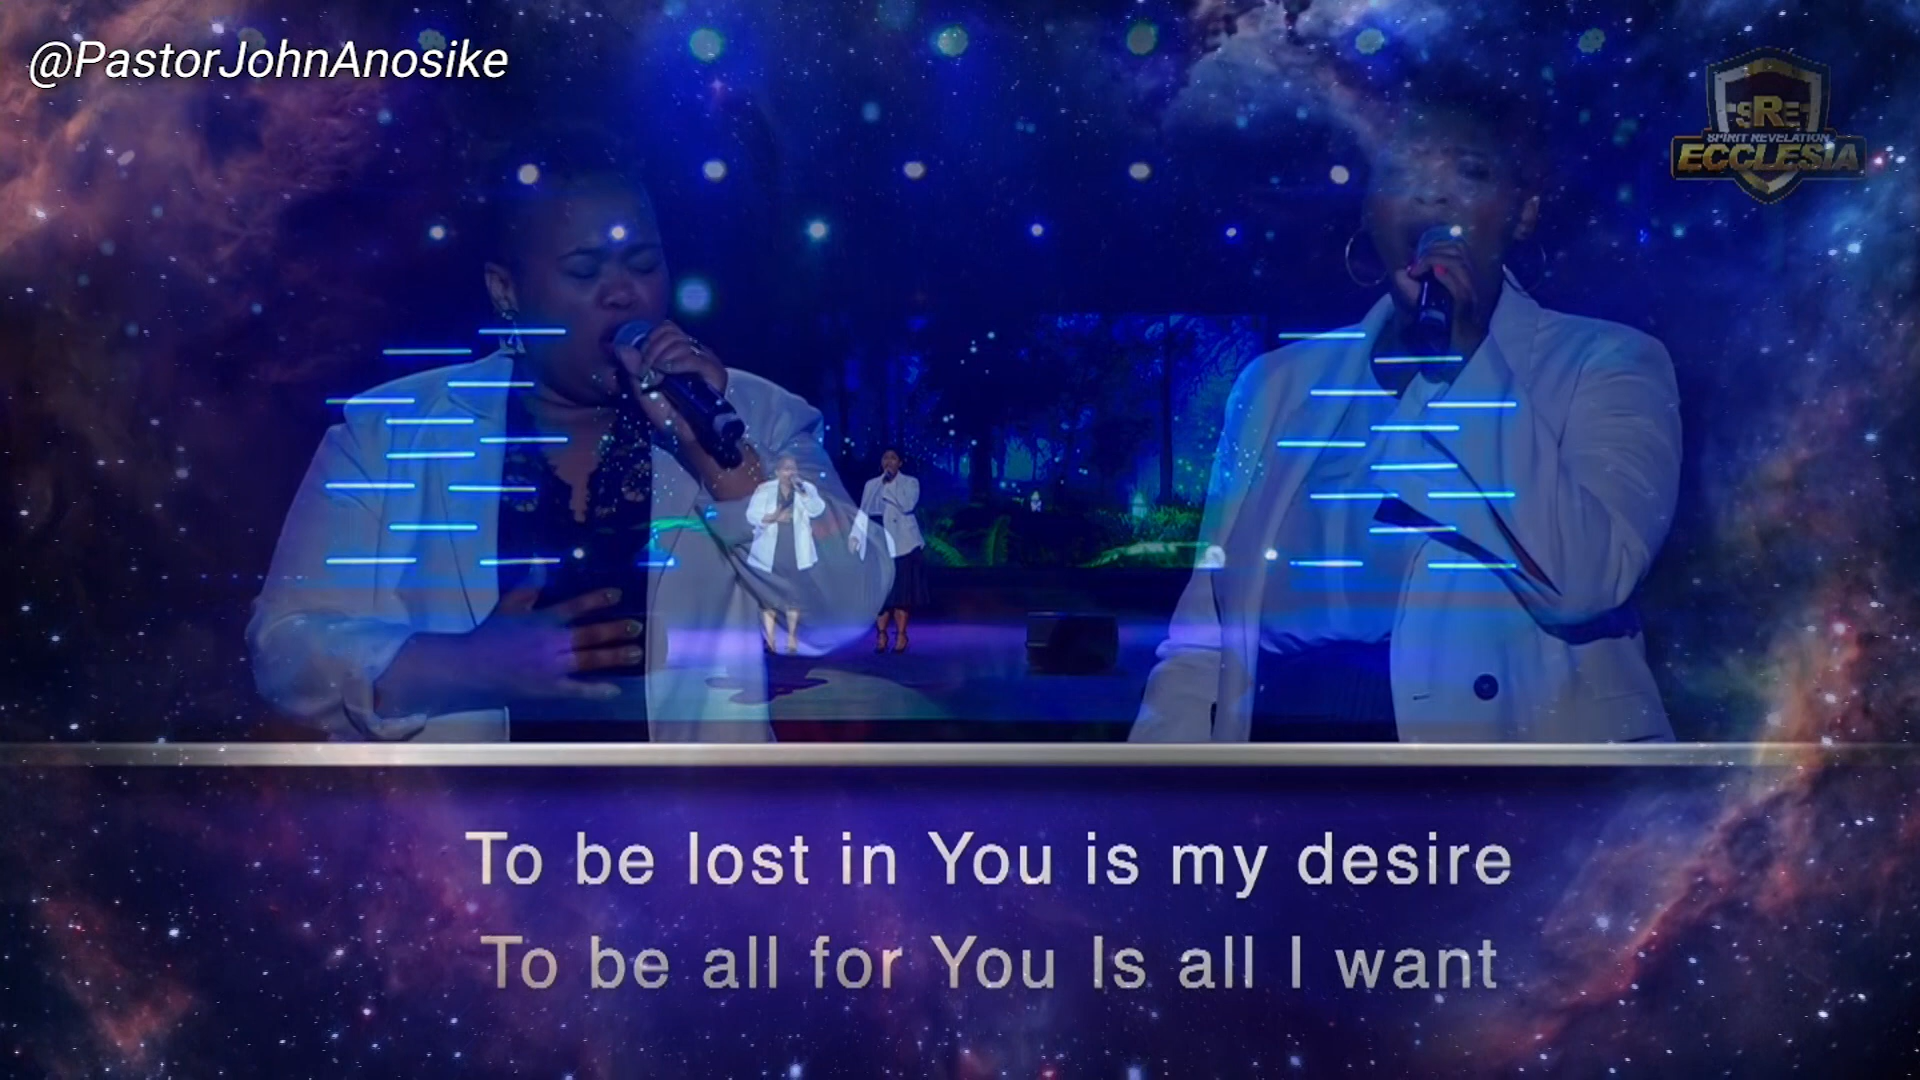 @PastorJohnAnosike
SRE
SPIRIT REVELATION
ECCLESIA
To be lost in You is my desire
To be all for You Is all I want